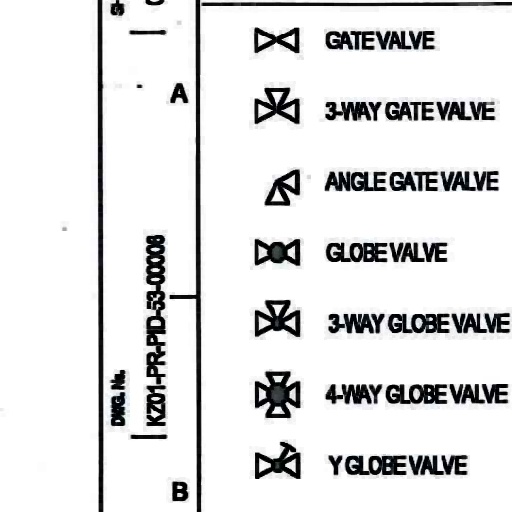 GATE VALVE
A
3-WAY GATE VALVE
ANGLE GATE VALVE
GLOBE VALVE
3-WAY GLOBE VALVE
4-WAY GLOBE VALVE
Y GLOBE VALVE
B
DWG. No.
KZ01-PR-PID-53-00006